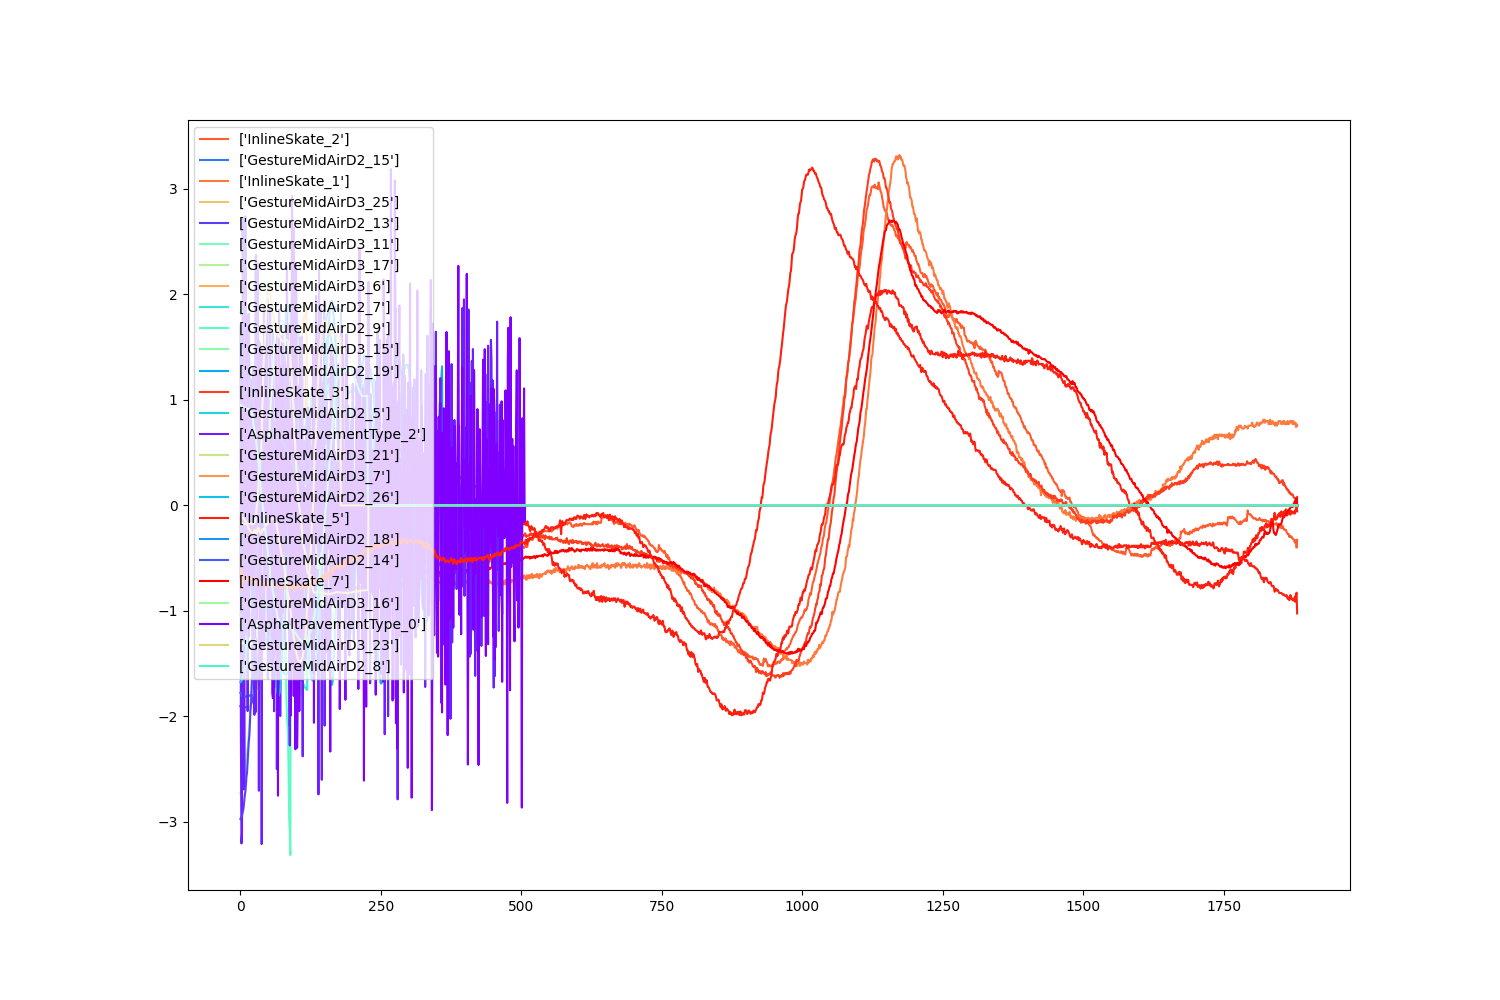 ['InlineSkate_2']
['GestureMidAirD2_15']
['InlineSkate_1']
['GestureMidAirD3_25']
['GestureMidAirD2_13']
['GestureMidAirD3_11']
['GestureMidAirD3_17']
['GestureMidAirD3_6']
['GestureMidAirD2_7']
['GestureMidAirD2_9']
['GestureMidAirD3_15']
['GestureMidAirD2_19']
['InlineSkate_3']
['GestureMidAirD2_5']
['AsphaltPavementType_2']
['GestureMidAirD3_21']
['GestureMidAirD3_7']
['GestureMidAirD2_26']
['InlineSkate_5']
['GestureMidAirD2_18']
['GestureMidAirD2_14']
['InlineSkate_7']
['GestureMidAirD3_16']
['AsphaltPavementType_0']
['GestureMidAirD3_23']
['GestureMidAirD2_8']
3
2
1
0
−1
−2
−3
0 250 500 750 1000 1250 1500 1750